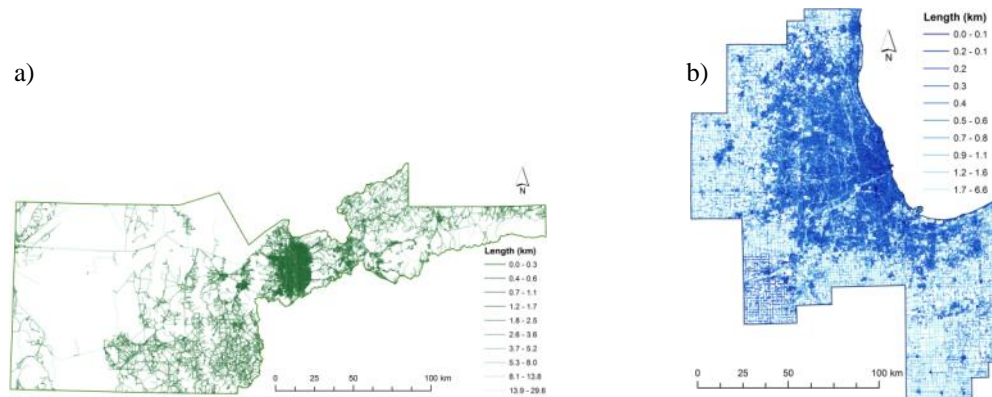 a)
N
Length (km)
0.0 - 0.3
0.4 - 0.6
0.7 - 1.1
1.2 - 1.7
1.8 - 2.5
2.6 - 3.6
3.7 - 5.2
5.3 - 8.0
8.1 - 13.8
13.9 - 29.6
0 25 50 100 km
b)
N
Length (km)
0.0 - 0.1
0.2 - 0.1
0.2
0.3
0.4
0.5 - 0.6
0.7 - 0.8
0.9 - 1.1
1.2 - 1.6
1.7 - 6.6
0 25 50 100 km